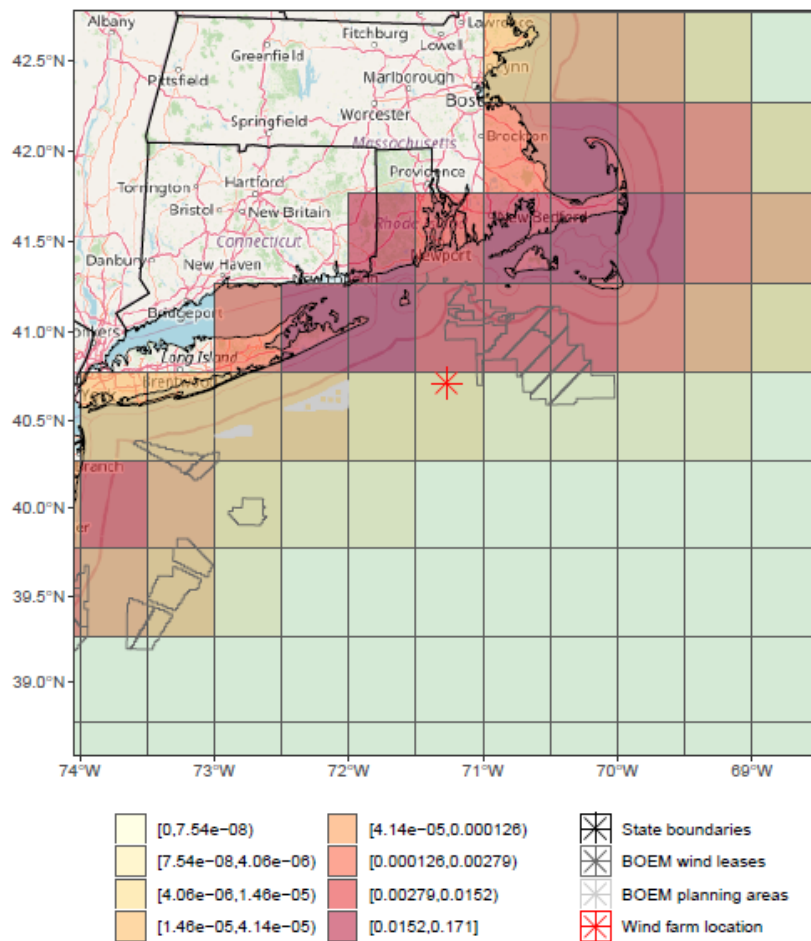 Albany
Lawrence
Fitchburg
Lowell
42.5°N
Greenfield
Pittsfield
Marlborough
Worcester
Springfield
Brockton
Massachusetts
42.0°N
Providence
Torrington
Hartford
Bristol
New Britain
New Bedford
41.5°N
Connecticut
Danbury
New Haven
Newport
Bridgeport
41.0°N
Long Island
40.5°N
40.0°N
39.5°N
39.0°N
74°W 73°W 72°W 71°W 70°W 69°W
[0,7.54e−08) [4.14e−05,0.000126) State boundaries
[7.54e−08,4.06e−06) [0.000126,0.00279) BOEM wind leases
[4.06e−06,1.46e−05) [0.00279,0.0152) BOEM planning areas
[1.46e−05,4.14e−05) [0.0152,0.171] Wind farm location